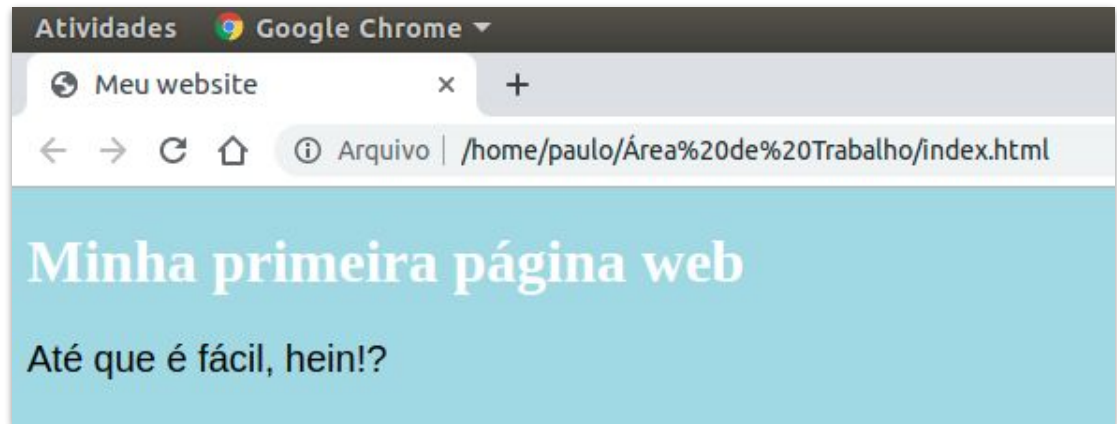 Atividades Google Chrome
Meu website
Arquivo /home/paulo/Área%20de%20Trabalho/index.html
Minha primeira página web
Até que é fácil, hein!?